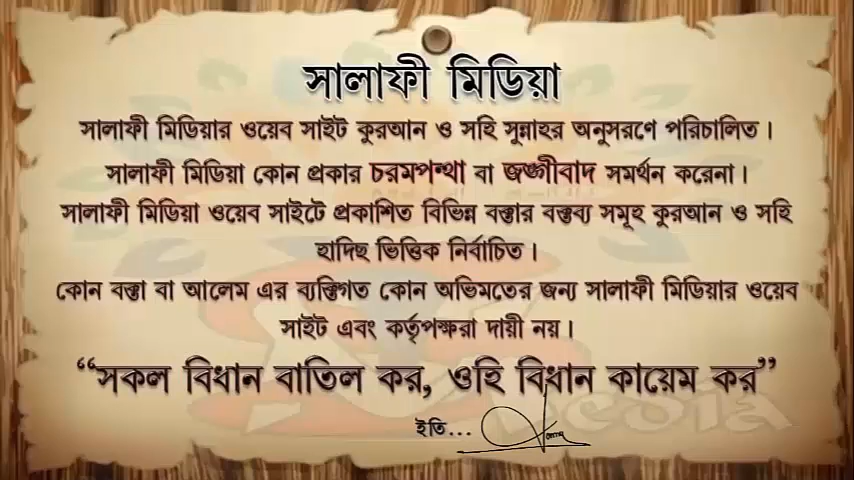 সালাফী মিডিয়া
সালাফী মিডিয়ার ওয়েব সাইট কুরআন ও সহি সুন্নাহর অনুসরণে পরিচালিত।
সালাফী মিডিয়া কোন প্রকার চরমপন্থা বা জঙ্গীবাদ সমর্থন করেনা।
সালাফী মিডিয়া ওয়েব সাইটে প্রকাশিত বিভিন্ন বক্তার বক্তব্য সমূহ কুরআন ও সহি
হাদিছ ভিত্তিক নির্বাচিত।
কোন বক্তা বা আলেম এর ব্যক্তিগত কোন অভিমতের জন্য সালাফী মিডিয়ার ওয়েব
সাইট এবং কর্তৃপক্ষরা দায়ী নয়।
“সকল বিধান বাতিল কর, ওহি বিধান কায়েম কর”
ইতি...